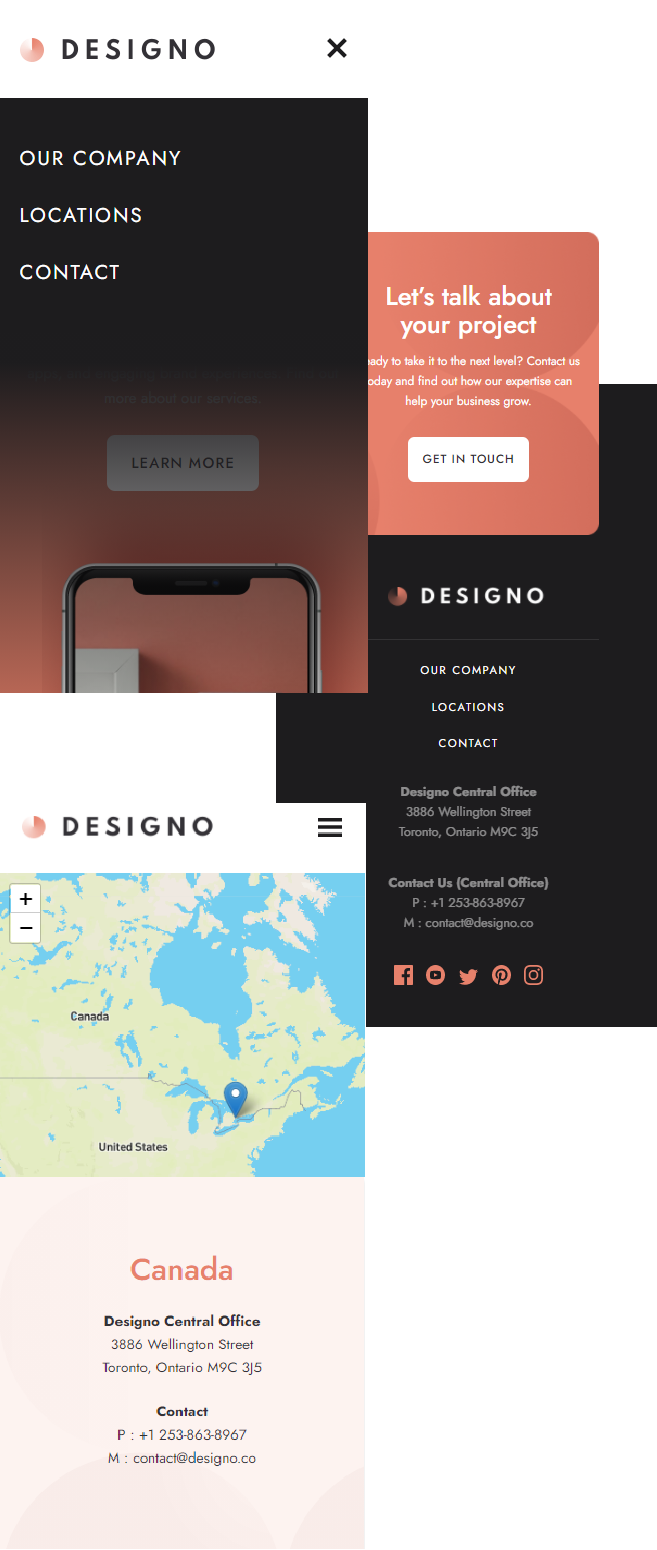 DESIGNO
OUR COMPANY
LOCATIONS
CONTACT
more about our services.
LEARN MORE
Let’s talk about
your project
eady to take it to the next level? Contact us
oday and find out how our expertise can
help your business grow.
GET IN TOUCH
DESIGNO
OUR COMPANY
LOCATIONS
CONTACT
Designo Central Office
3886 Wellington Street
Toronto, Ontario M9C 3J5
Contact Us (Central Office)
P : +1 253-863-8967
M : contact@designo.co
DESIGNO
+
−
Canada
United States
Canada
Designo Central Office
3886 Wellington Street
Toronto, Ontario M9C 3J5
Contact
P : +1 253-863-8967
M : contact@designo.co